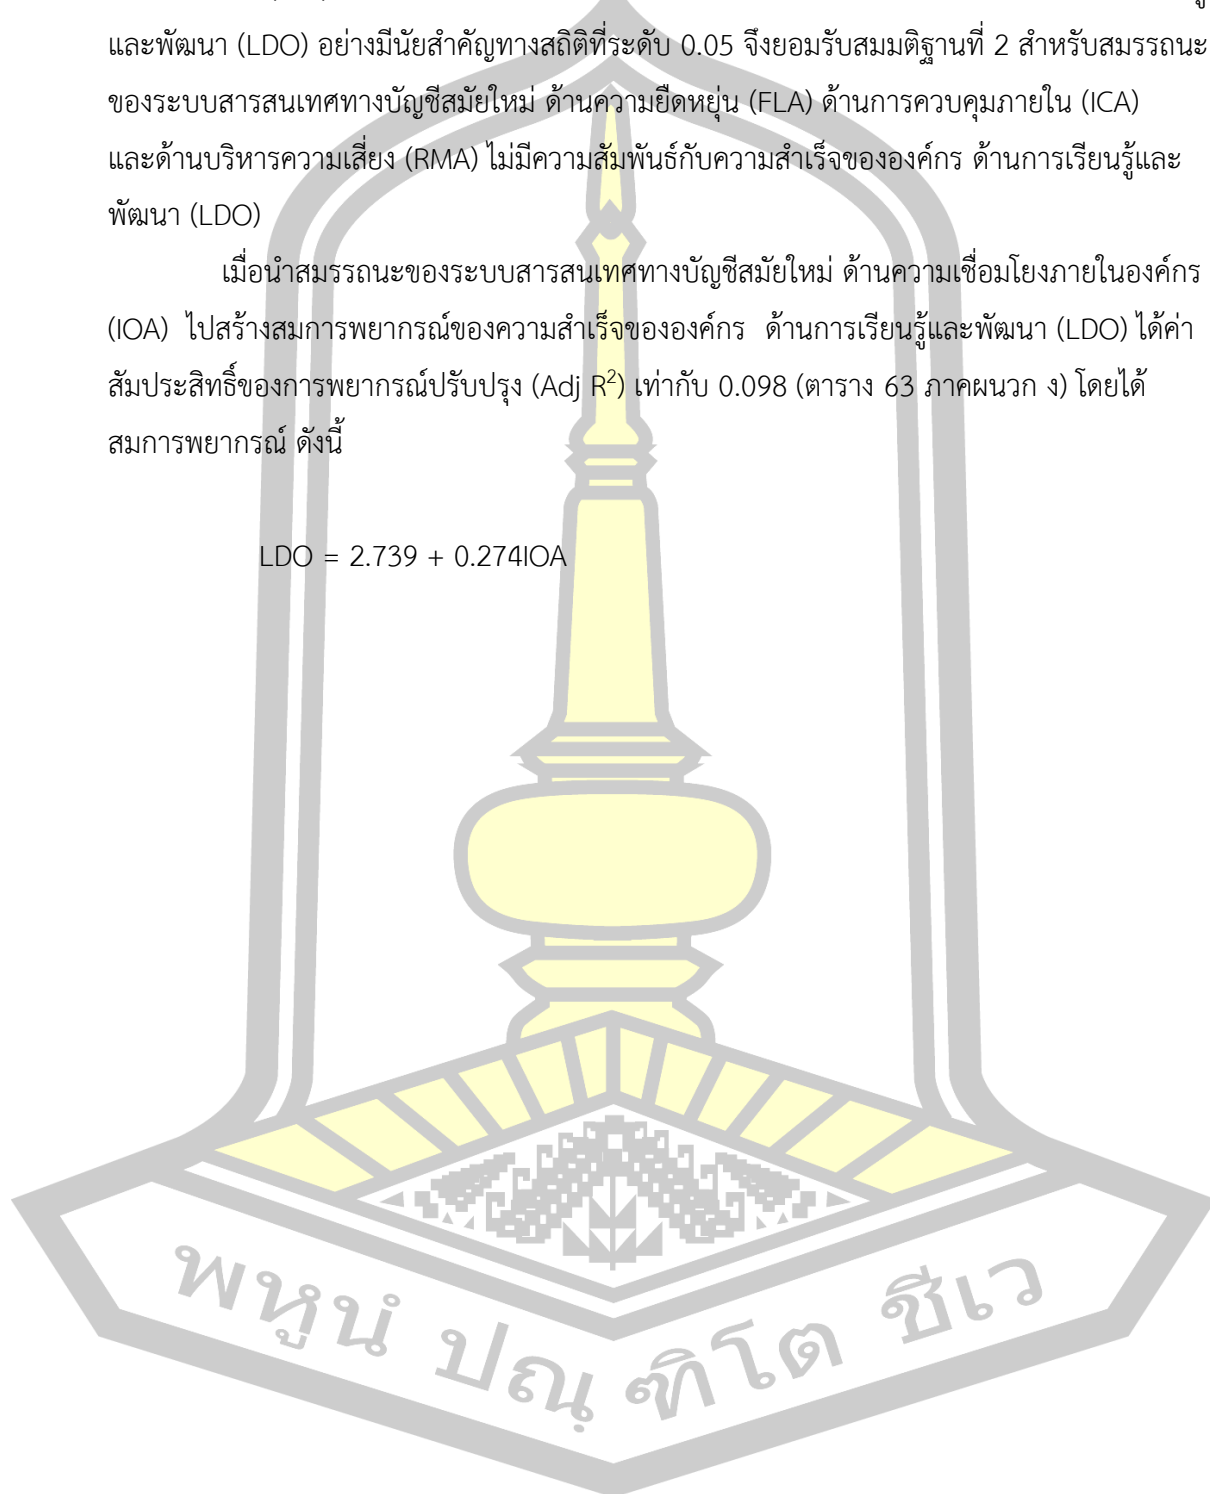 และพัฒนา (LDO) อย่างมีนัยสำคัญทางสถิติที่ระดับ 0.05 จึงยอมรับสมมติฐานที่ 2 สำหรับสมรรถนะ
ของระบบสารสนเทศทางบัญชีสมัยใหม่ ด้านความยืดหยุ่น (FLA) ด้านการควบคุมภายใน (ICA)
และด้านบริหารความเสี่ยง (RMA) ไม่มีความสัมพันธ์กับความสำเร็จขององค์กร ด้านการเรียนรู้และ
พัฒนา (LDO)
เมื่อนำสมรรถนะของระบบสารสนเทศทางบัญชีสมัยใหม่ ด้านความเชื่อมโยงภายในองค์กร
(IOA) ไปสร้างสมการพยากรณ์ของความสำเร็จขององค์กร ด้านการเรียนรู้และพัฒนา (LDO) ได้ค่า
สัมประสิทธิ์ของการพยากรณ์ปรับปรุง (Adj R²) เท่ากับ 0.098 (ตาราง 63 ภาคผนวก ง) โดยได้
สมการพยากรณ์ ดังนี้
LDO = 2.739 + 0.274IOA
พหูนํ ปณฺฑิโต ชีเว